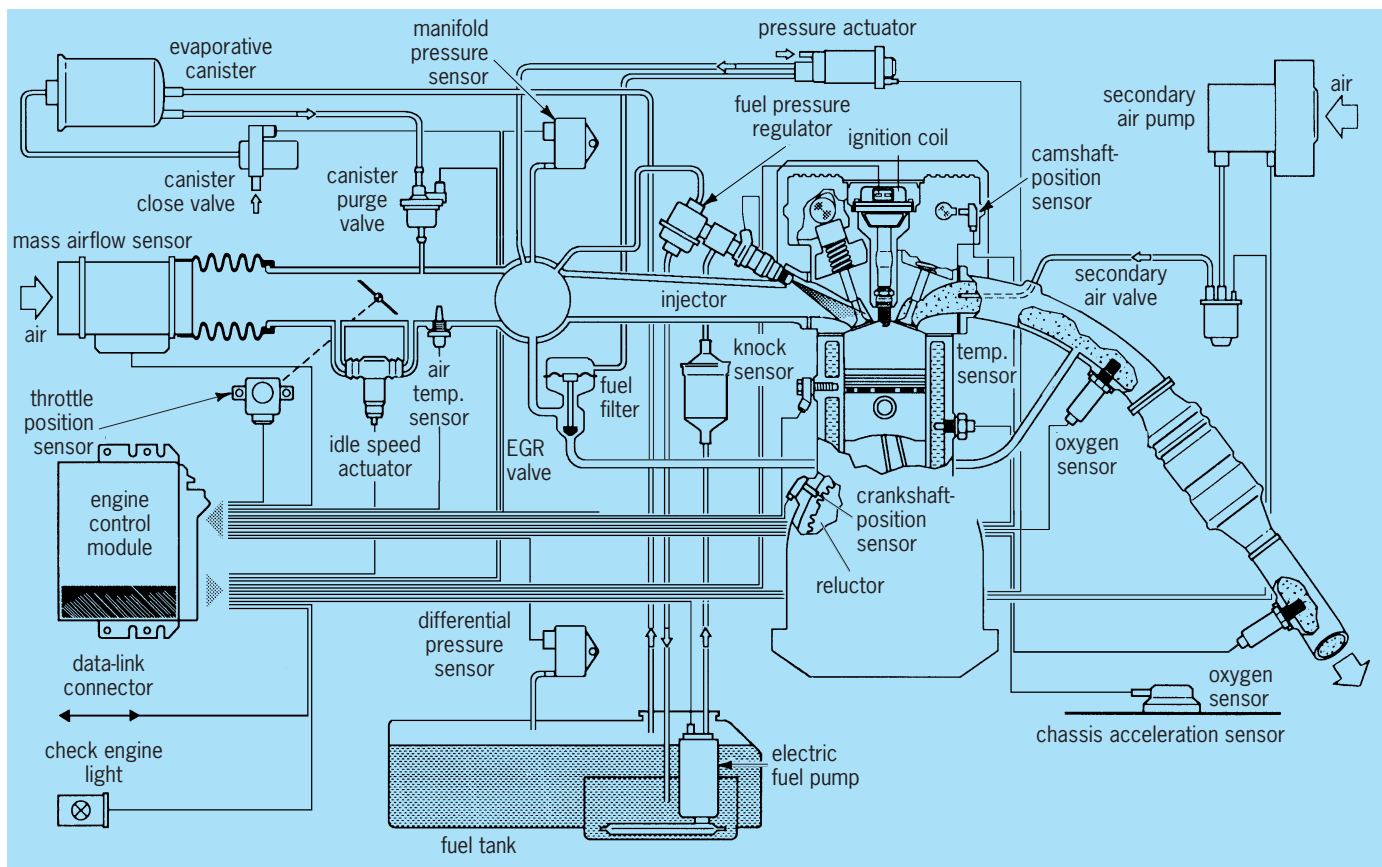 evaporative
canister
manifold
pressure
sensor
pressure actuator
fuel pressure
regulator
ignition coil
camshaft-
position
sensor
secondary
air pump
air
canister
close valve
canister
purge
valve
mass airflow sensor
air
injector
secondary
air valve
throttle
position
sensor
idle speed
actuator
air
temp.
sensor
EGR
valve
fuel
filter
knock
sensor
temp.
sensor
oxygen
sensor
engine
control
module
crankshaft-
position
sensor
reluctor
differential
pressure
sensor
data-link
connector
check engine
light
electric
fuel pump
fuel tank
oxygen
sensor
chassis acceleration sensor